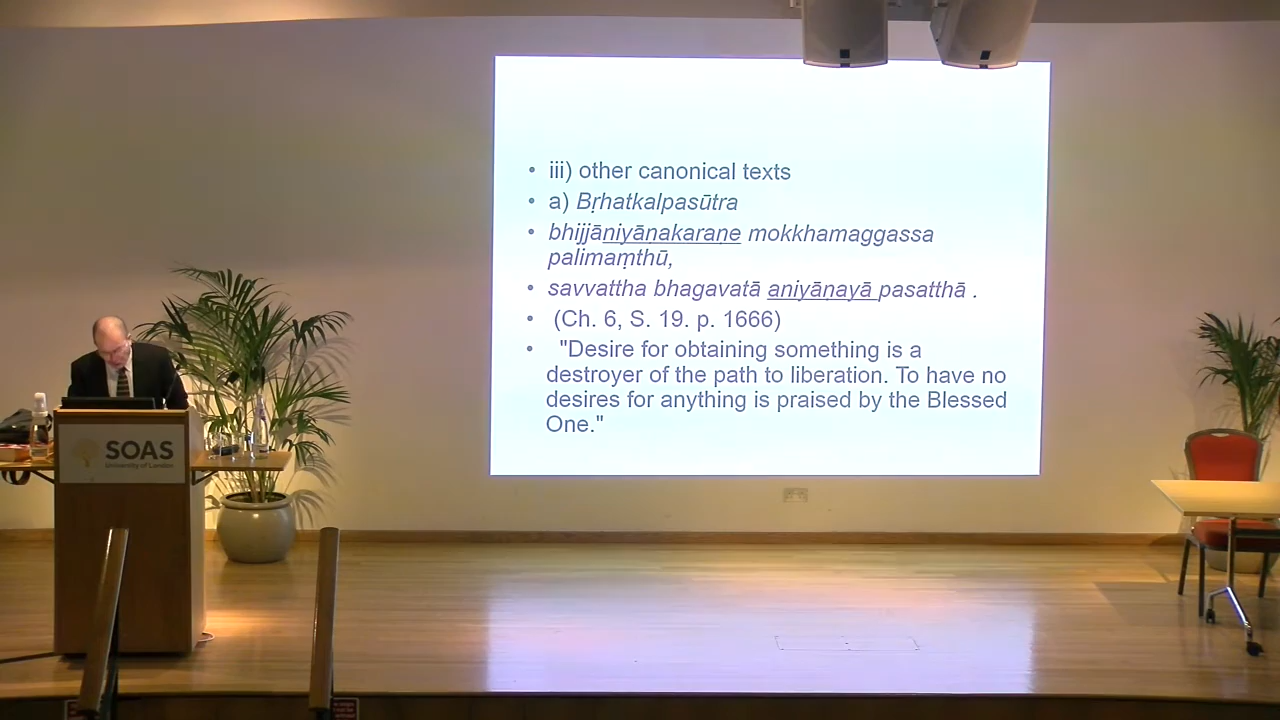 • iii) other canonical texts
• a) Bṛhatkalpasūtra
• bhijjāniyāṇakaraṇe mokkhamaggassa
palimaṃthū,
• savvattha bhagavatā aniyāṇayā pasatthā .
• (Ch. 6, S. 19. p. 1666)
• "Desire for obtaining something is a
destroyer of the path to liberation. To have no
desires for anything is praised by the Blessed
One."
SOAS
University of London